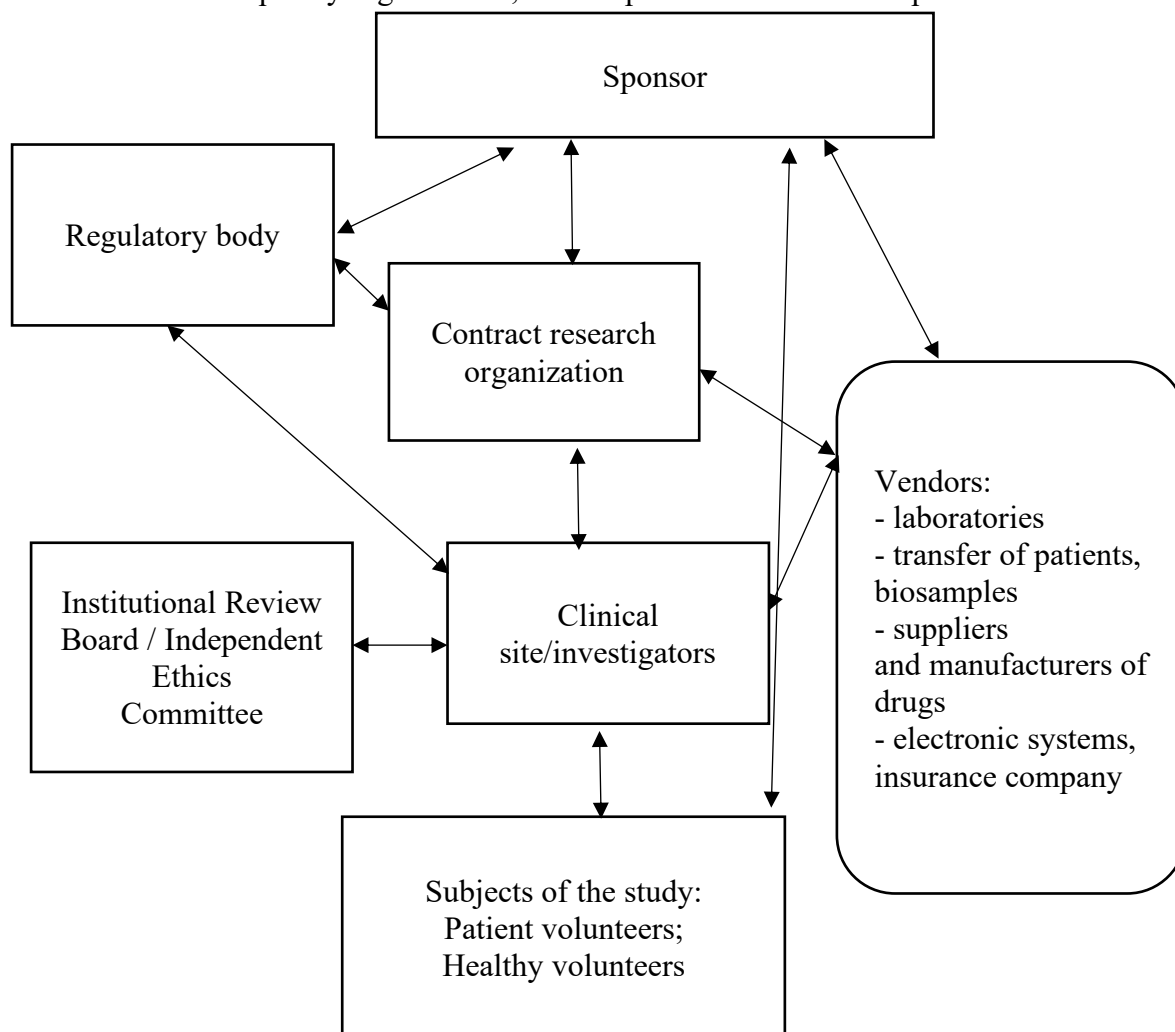 Sponsor
Regulatory body
Contract research
organization
Vendors:
- laboratories
- transfer of patients,
biosamples
- suppliers
and manufacturers of
drugs
- electronic systems,
insurance company
Institutional Review
Board / Independent
Ethics
Committee
Clinical
site/investigators
Subjects of the study:
Patient volunteers;
Healthy volunteers